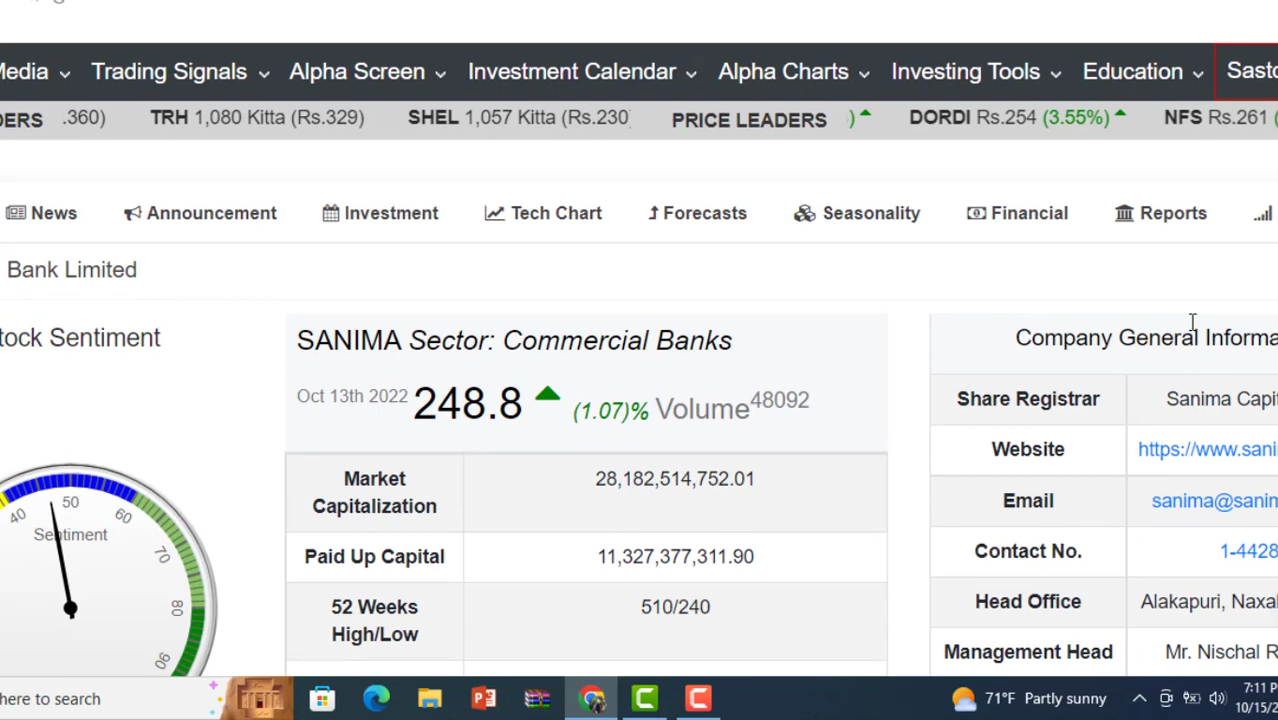 Media Trading Signals Alpha Screen Investment Calendar Alpha Charts Investing Tools Education Sasto
DERS .360) TRH 1,080 Kitta (Rs.329) SHEL 1,057 Kitta (Rs.230) PRICE LEADERS ) DORDI Rs.254 (3.55%) NFS Rs.261 (
News Announcement Investment Tech Chart Forecasts Seasonality Financial Reports
Bank Limited
tock Sentiment
SANIMA Sector: Commercial Banks
Oct 13th 2022 248.8 (1.07)% Volume 48092
Market
Capitalization
28,182,514,752.01
Paid Up Capital 11,327,377,311.90
52 Weeks
High/Low
510/240
Company General Informa
Share Registrar Sanima Capi
Website https://www.sani
Email sanima@sanim
Contact No. 1-4428
Head Office Alakapuri, Naxal
Management Head Mr. Nischal R
40 50 60
Sentiment
70
80
90
here to search
71°F Partly sunny
7:11 P
10/15/2